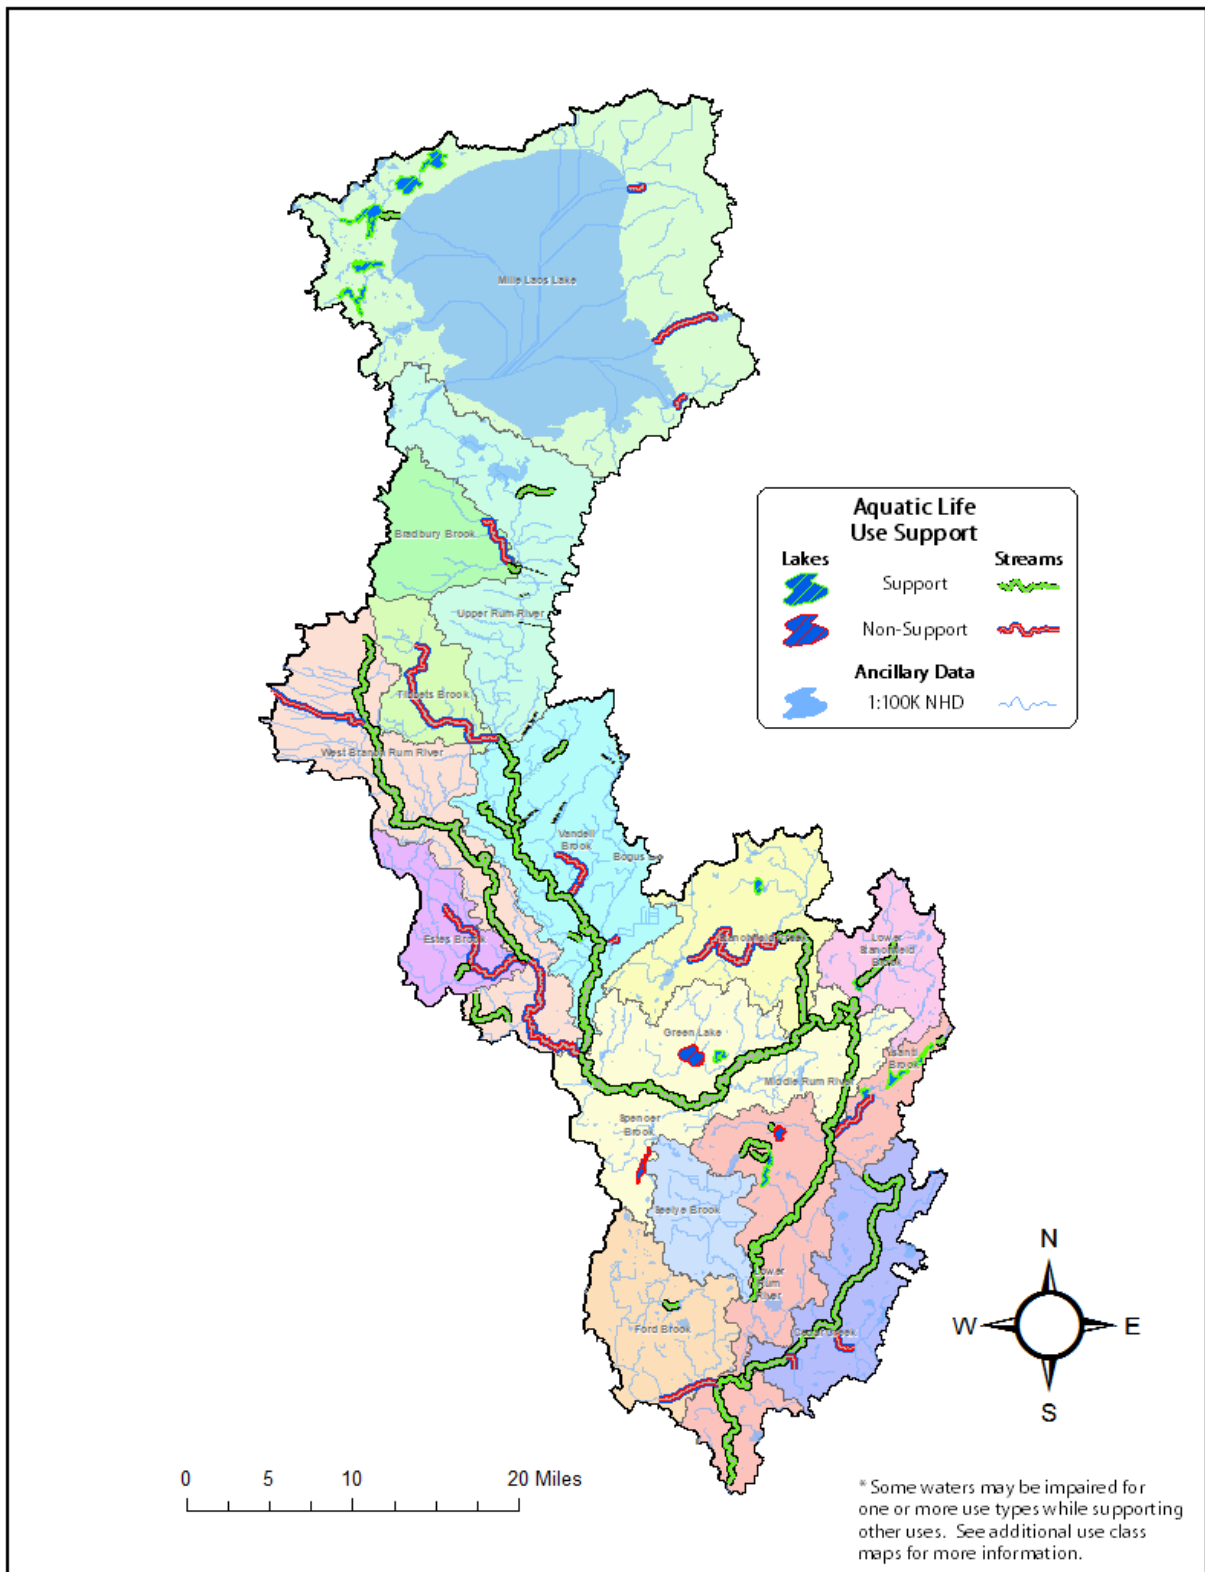 Mille Lacs Lake
Aquatic Life
Use Support
Lakes
Streams
Support
Non-Support
Ancillary Data
1:100K NHD
Bradbury Brook
Upper Rum River
Tibbets Brook
West Branch Rum River
Vandell
Brook
Bogus
Estes Brook
Stanchfield Creek
Lower
Stanchfield
Brook
Green Lake
Isanti
Brook
Middle Rum River
Spencer
Brook
Seelye Brook
Lower
Rum
River
Ford Brook
Cedar Creek
N
W
E
S
0 5 10 20 Miles
* Some waters may be impaired for
one or more use types while supporting
other uses. See additional use class
maps for more information.